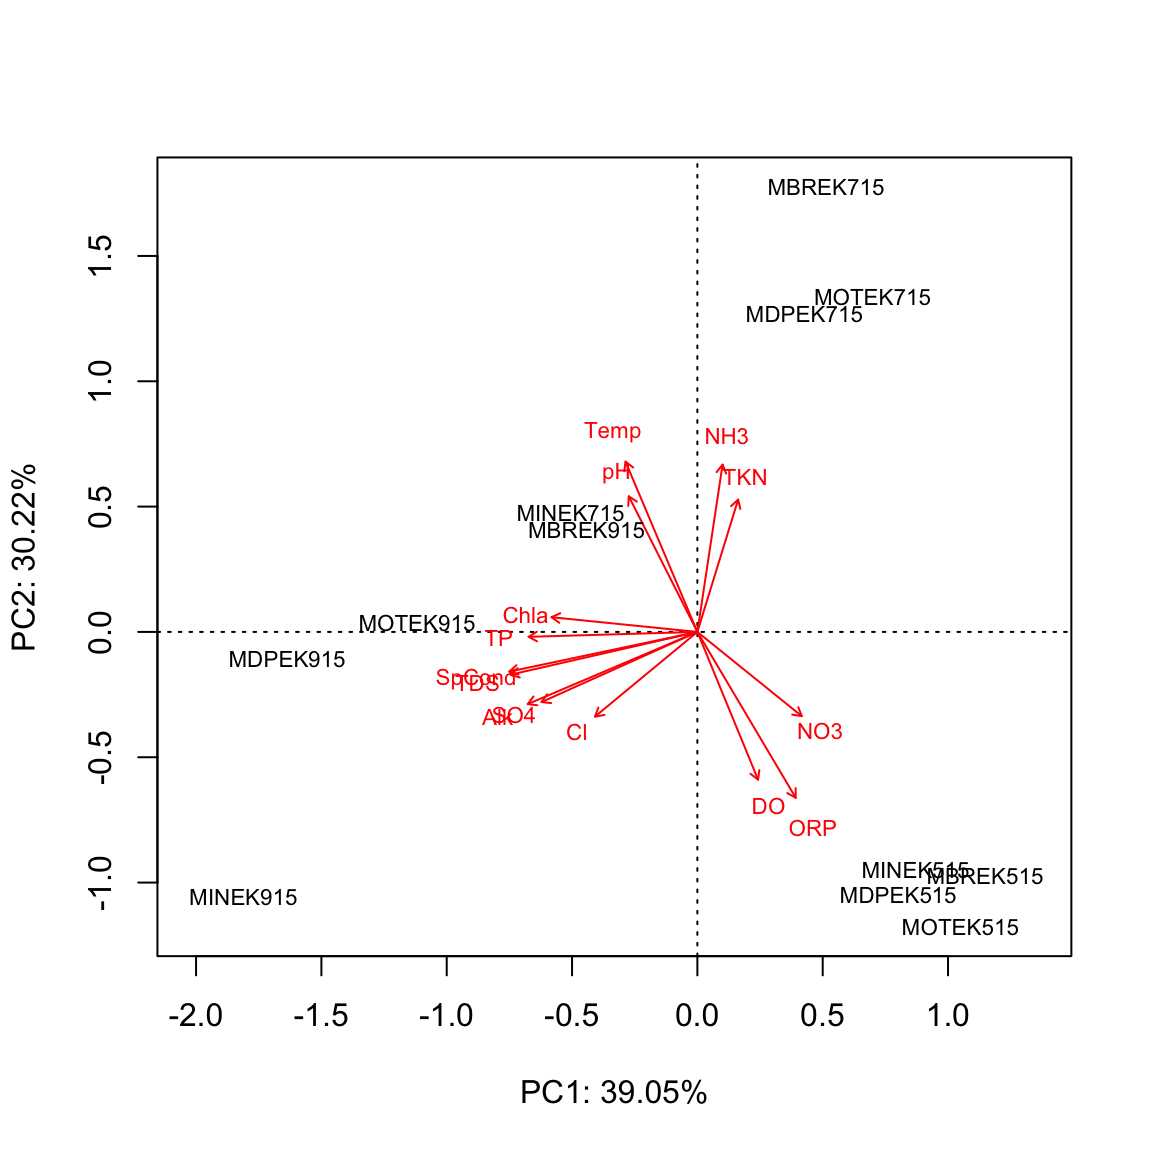 MBREK715
MOTEK715
MDPEK715
Temp
NH3
pH
TKN
MINEK715
MBREK915
Chla
MOTEK915
TP
MDPEK915
SpCond
TDS
Alk
SO4
Cl
NO3
DO
ORP
MINEK515
MBREK515
MDPEK515
MINEK915
MOTEK515
1.5
1.0
0.5
0.0
-0.5
-1.0
PC2: 30.22%
-2.0 -1.5 -1.0 -0.5 0.0 0.5 1.0
PC1: 39.05%